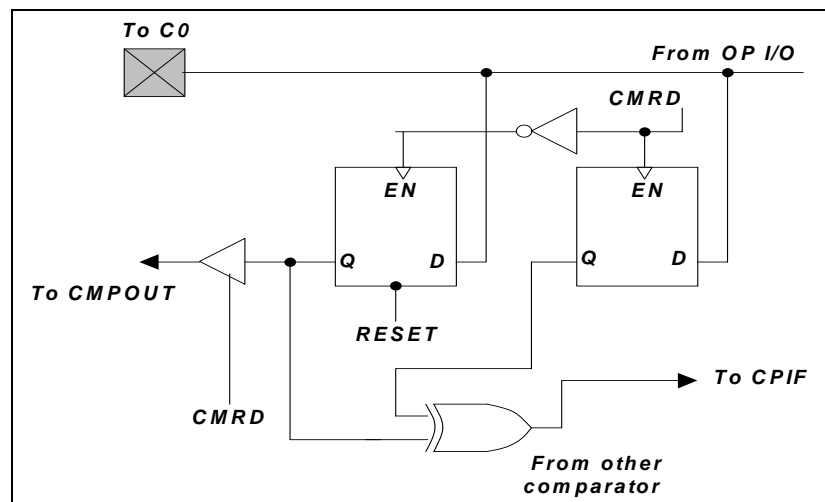 To C0
From OP I/O
CMRD
EN
EN
Q
D
Q
D
To CMPOUT
RESET
To CPIF
CMRD
From other
comparator